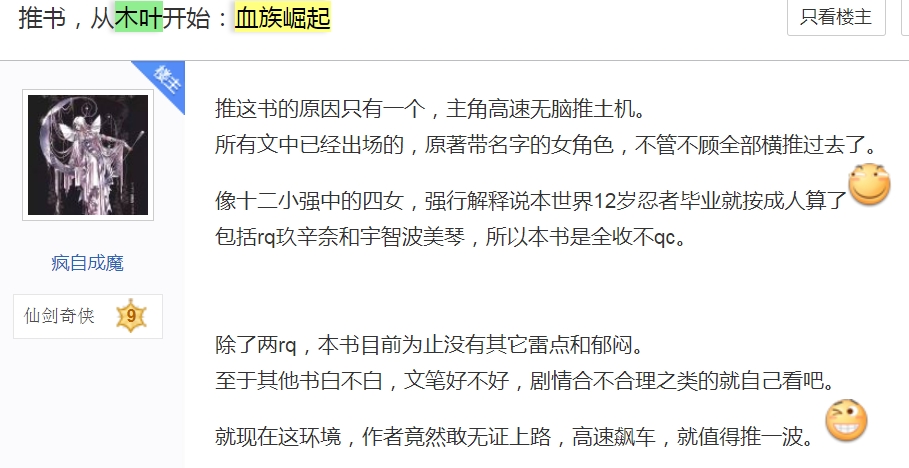 推书，从木叶开始：血族崛起
只看楼主
楼主
推这书的原因只有一个，主角高速无脑推土机。
所有文中已经出场的，原著带名字的女角色，不管不顾全部横推过去了。
像十二小强中的四女，强行解释说本世界12岁忍者毕业就按成人算了
包括rq玖辛奈和宇智波美琴，所以本书是全收不qc。
疯自成魔
仙剑奇侠 9
除了两rq，本书目前为止没有其它雷点和郁闷。
至于其他书白不白，文笔好不好，剧情合不合理之类的就自己看吧。
就现在这环境，作者竟然敢无证上路，高速飙车，就值得推一波。